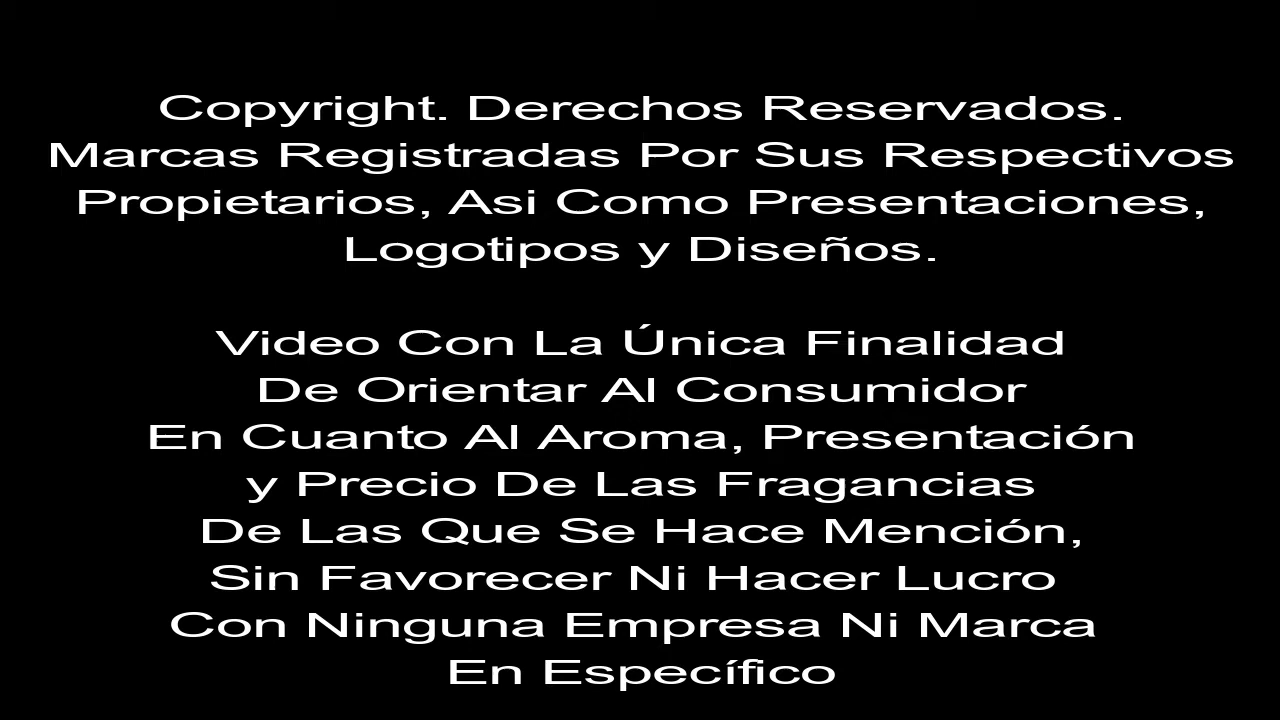 Copyright. Derechos Reservados.
Marcas Registradas Por Sus Respectivos
Propietarios, Asi Como Presentaciones,
Logotipos y Diseños.
Video Con La Única Finalidad
De Orientar Al Consumidor
En Cuanto Al Aroma, Presentación
y Precio De Las Fragancias
De Las Que Se Hace Mención,
Sin Favorecer Ni Hacer Lucro
Con Ninguna Empresa Ni Marca
En Específico